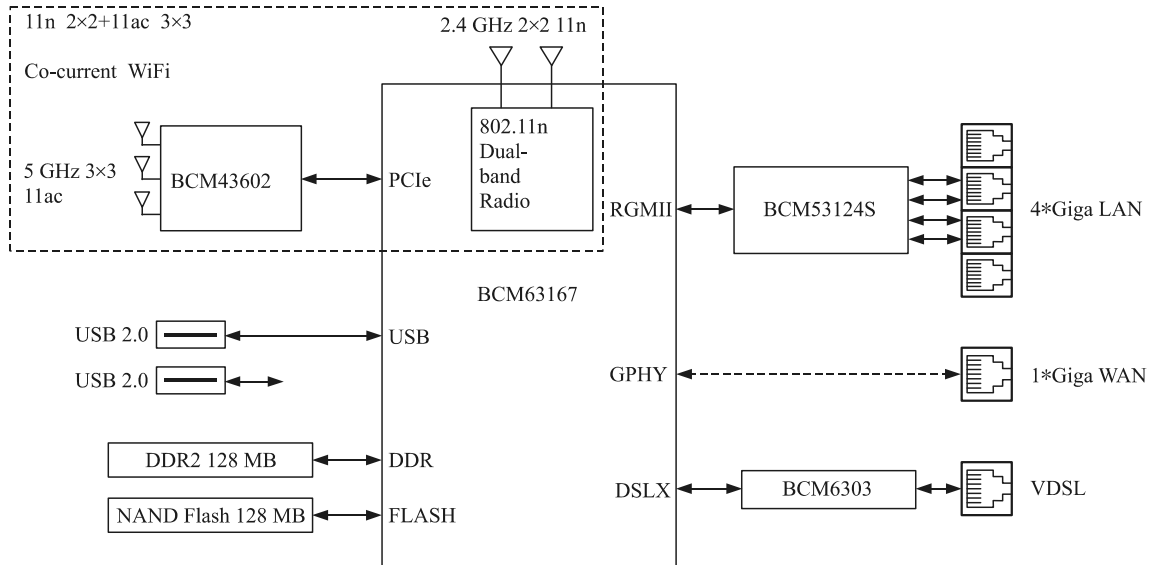 11n 2×2+11ac 3×3
2.4 GHz 2×2 11n
Co-current WiFi
5 GHz 3×3
11ac
BCM43602
PCIe
802.11n
Dual-
band
Radio
RGMII
BCM53124S
4*Giga LAN
BCM63167
USB 2.0
USB
USB 2.0
GPHY
1*Giga WAN
DDR2 128 MB
DDR
NAND Flash 128 MB
FLASH
DSLX
BCM6303
VDSL